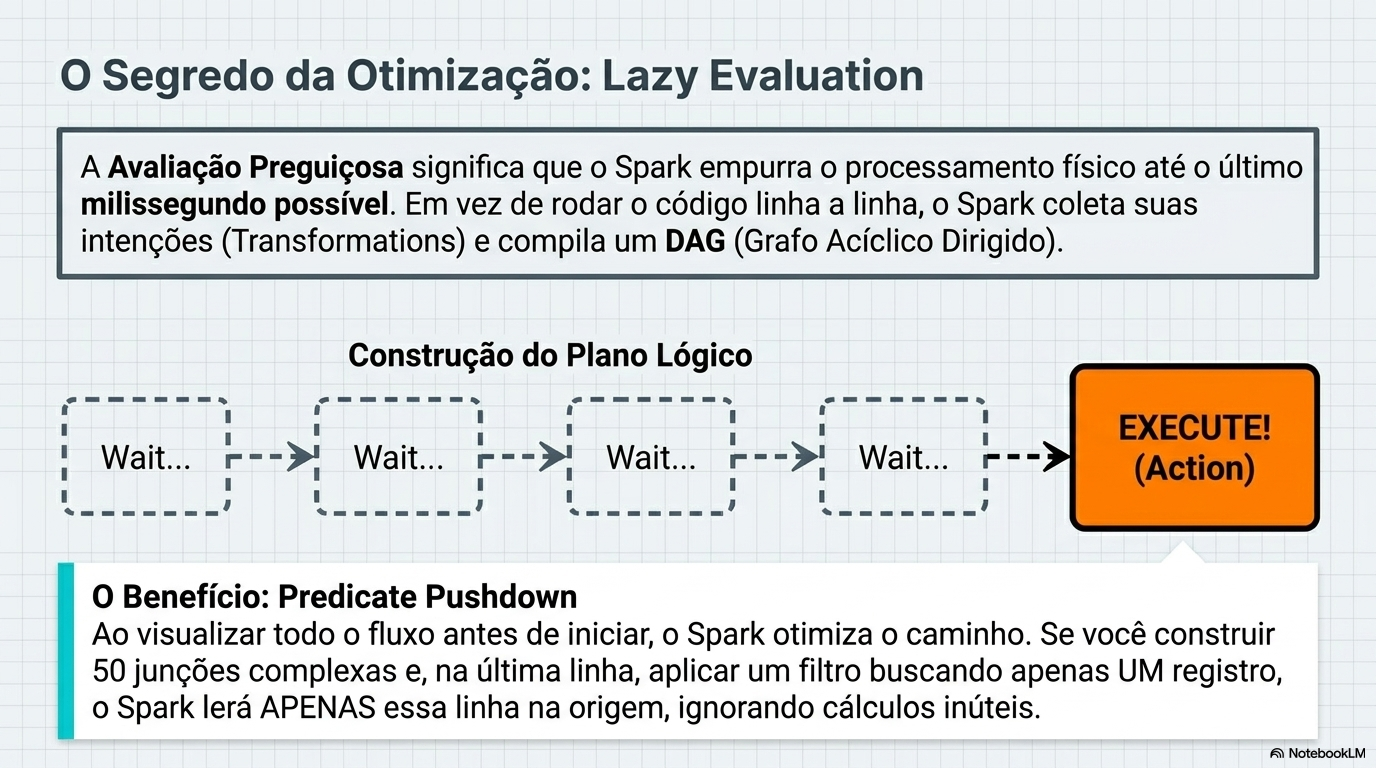 O Segredo da Otimização: Lazy Evaluation
A Avaliação Preguiçosa significa que o Spark empurra o processamento físico até o último
milissegundo possível. Em vez de rodar o código linha a linha, o Spark coleta suas
intenções (Transformations) e compila um DAG (Grafo Acíclico Dirigido).
Construção do Plano Lógico
Wait...
Wait...
Wait...
Wait...
EXECUTE!
(Action)
O Benefício: Predicate Pushdown
Ao visualizar todo o fluxo antes de iniciar, o Spark otimiza o caminho. Se você construir
50 junções complexas e, na última linha, aplicar um filtro buscando apenas UM registro,
o Spark lerá APENAS essa linha na origem, ignorando cálculos inúteis.
NotebookLM